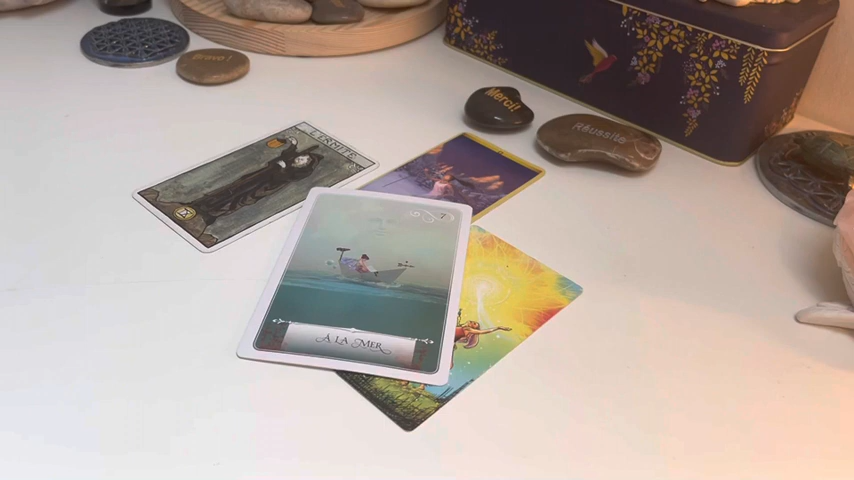 Bravo!
Merci!
Réussite
L'ERMITE
IX
7
À LA MER